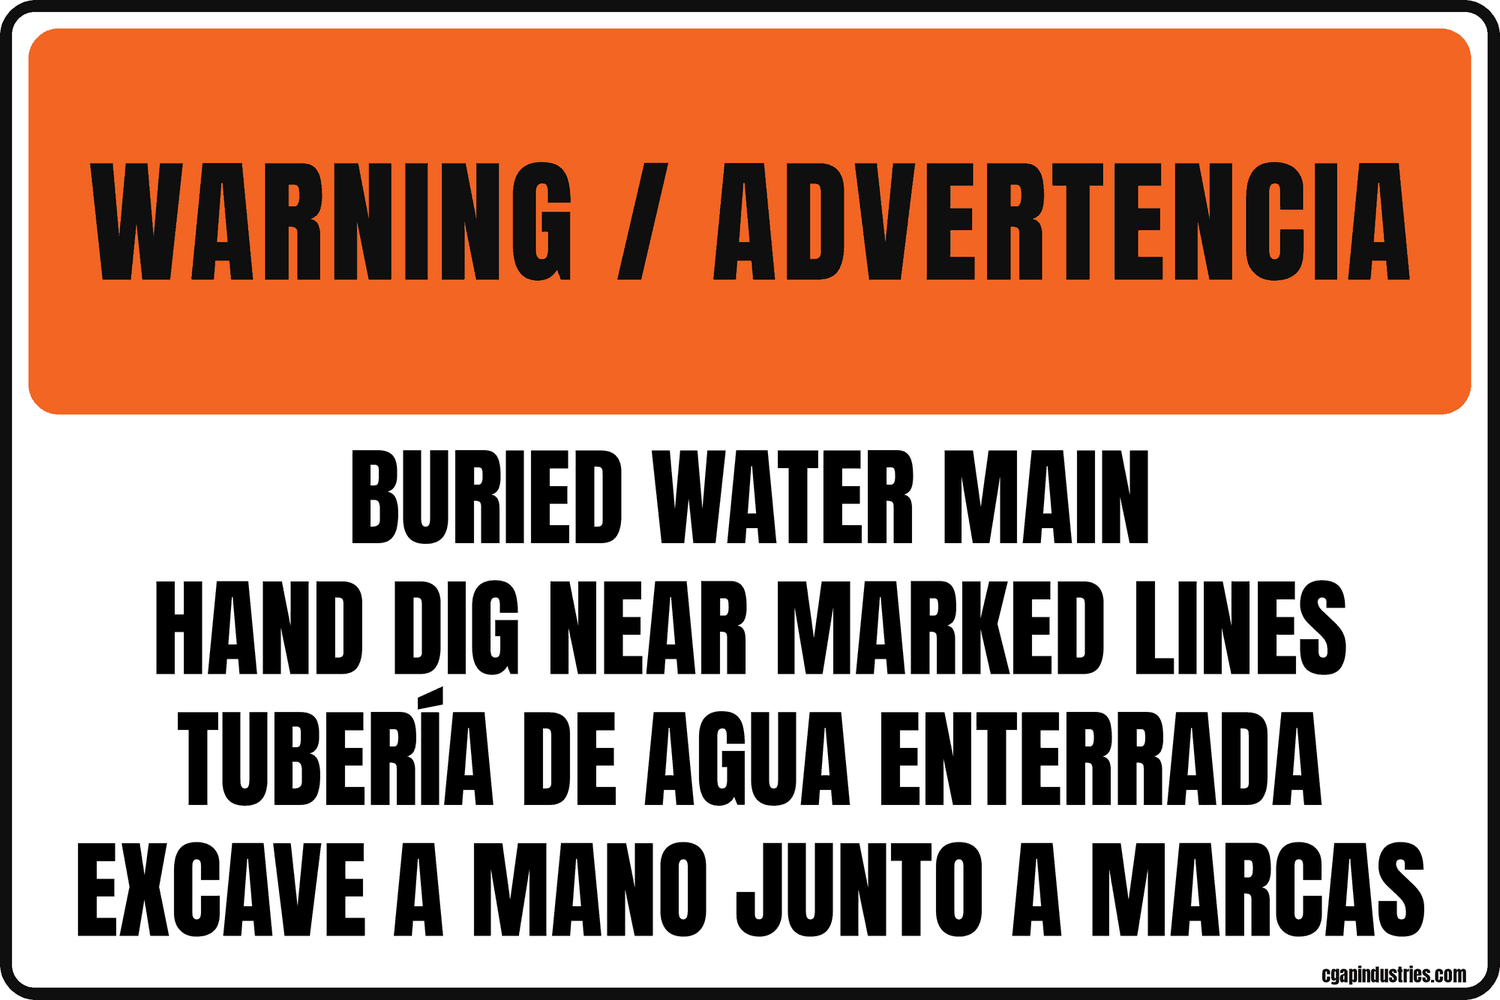 WARNING / ADVERTENCIA
BURIED WATER MAIN
HAND DIG NEAR MARKED LINES
TUBERÍA DE AGUA ENTERRADA
EXCAVE A MANO JUNTO A MARCAS
cgapindustries.com